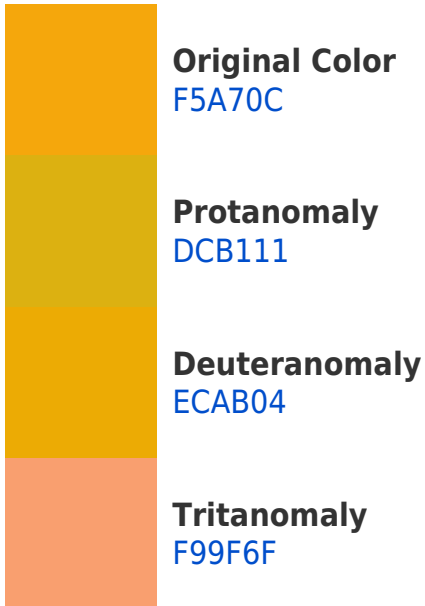 Original Color
F5A70C
Protanomaly
DCB111
Deuteranomaly
ECAB04
Tritanomaly
F99F6F